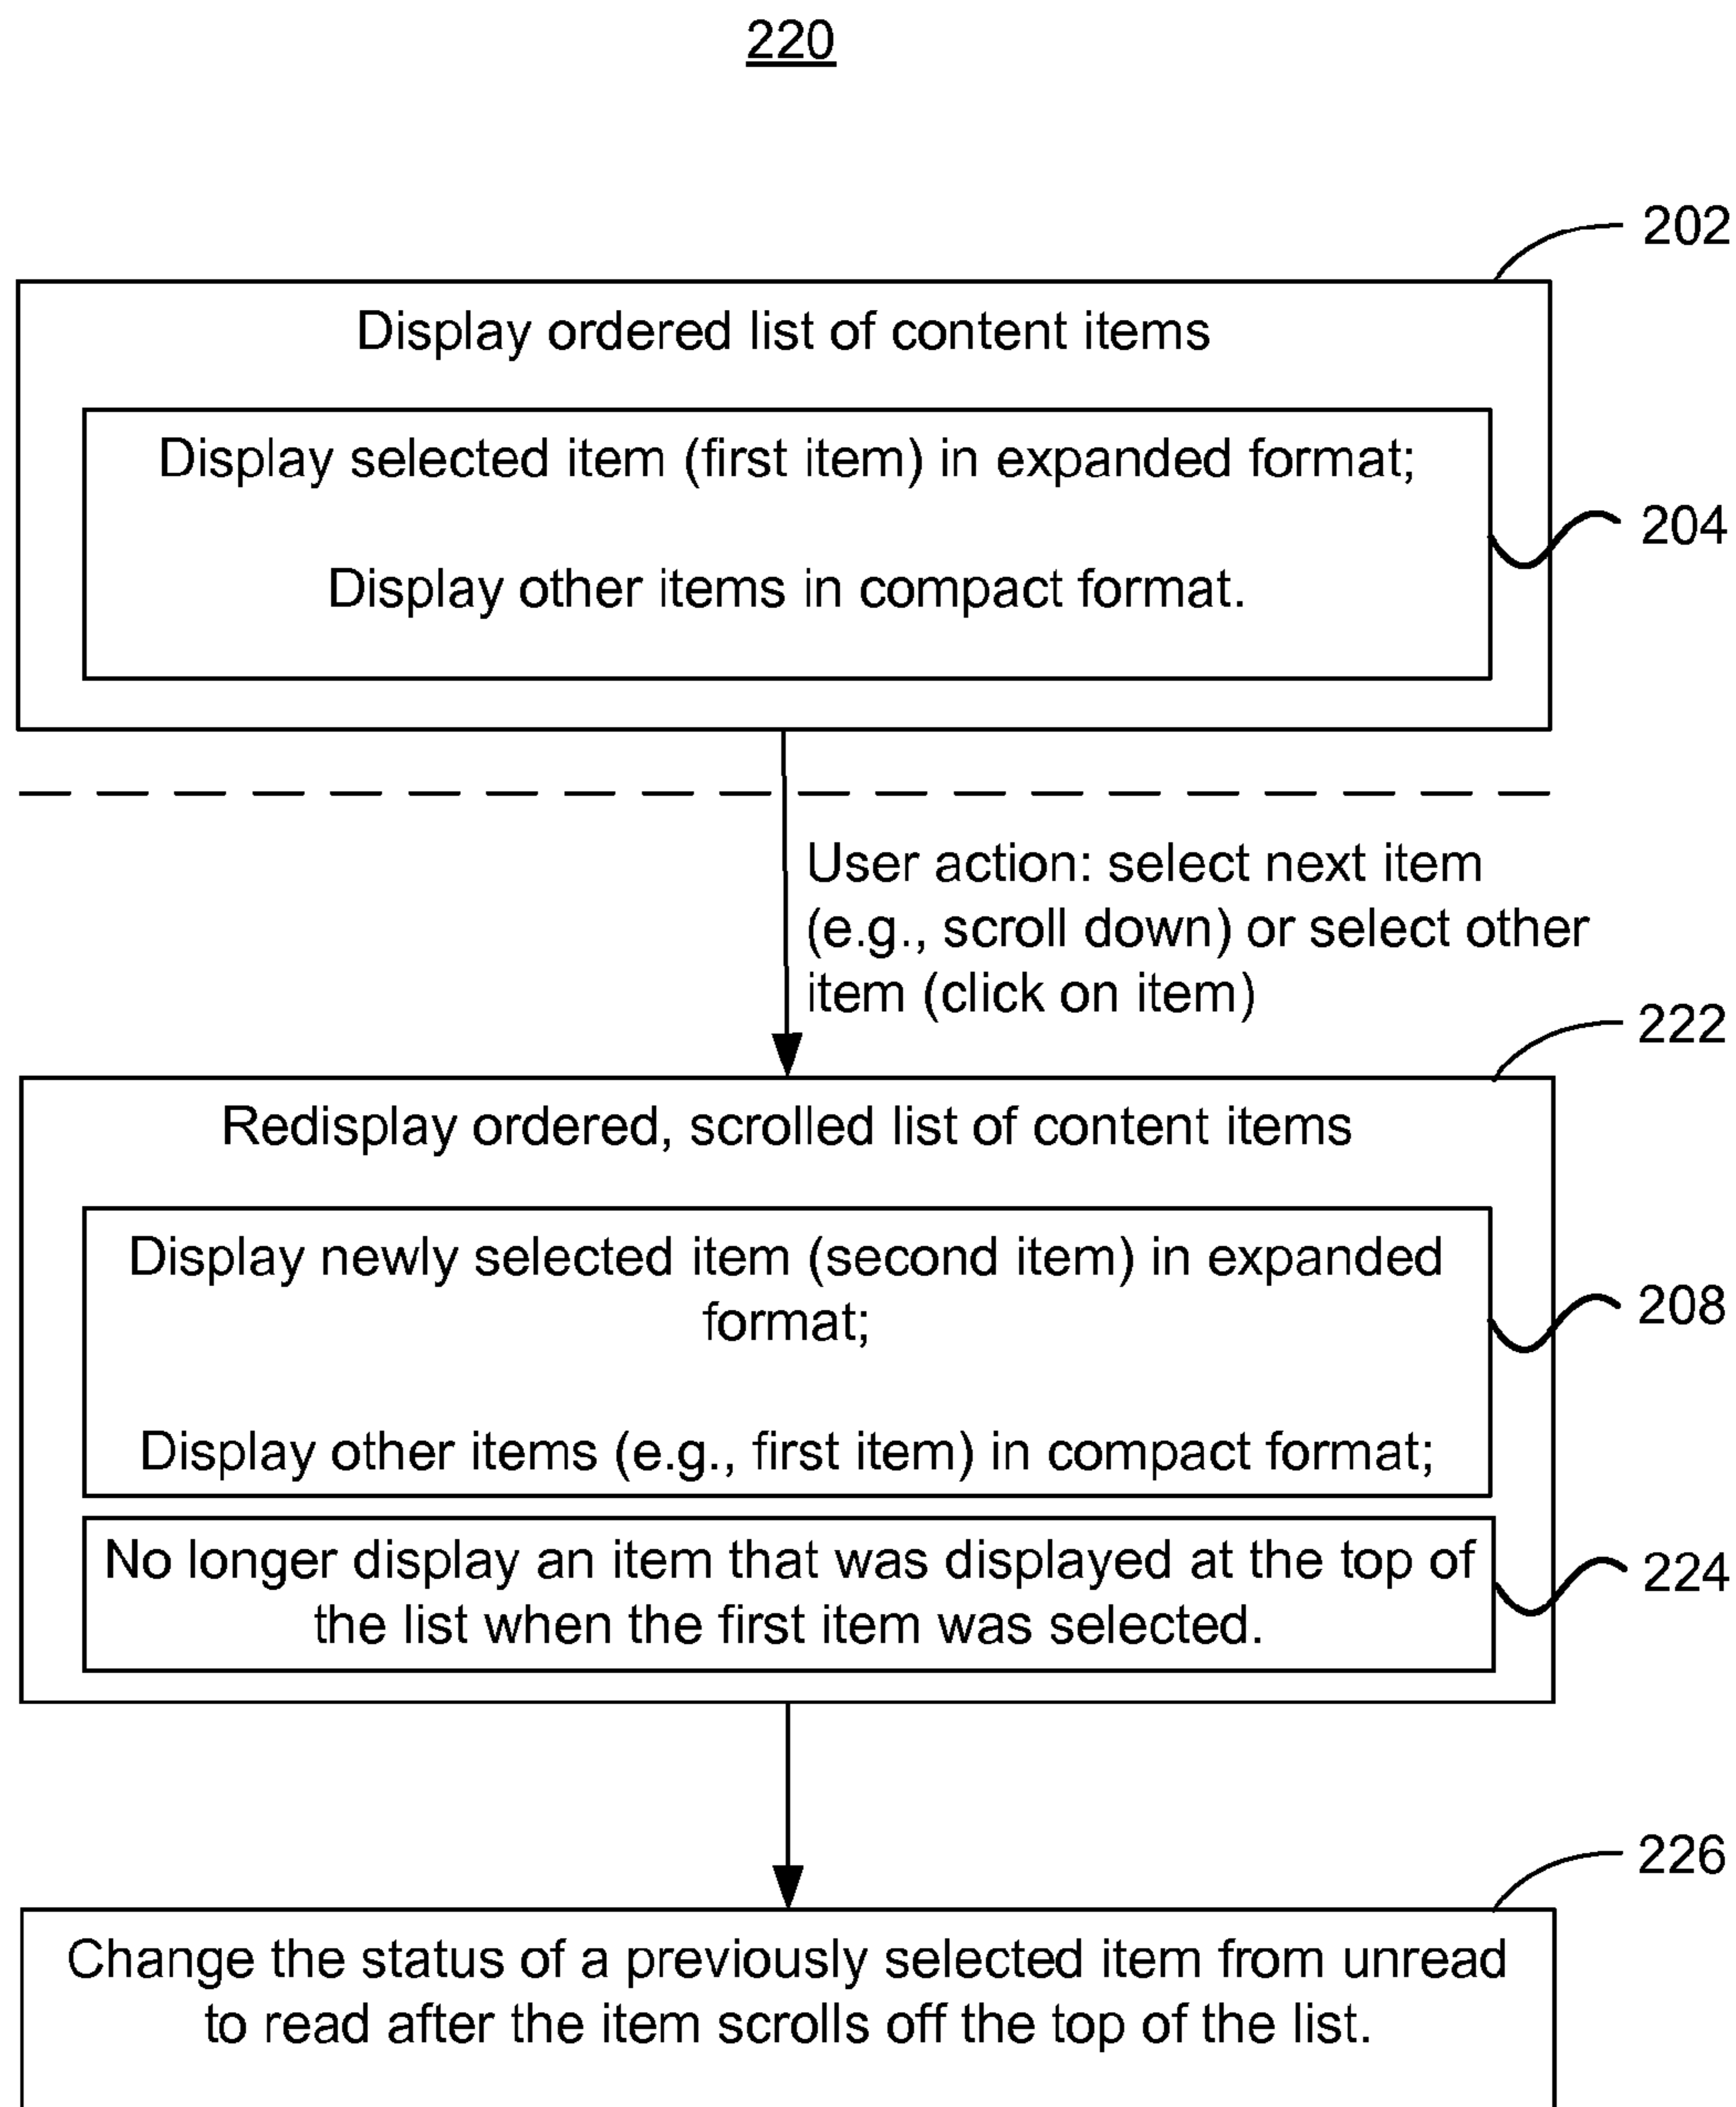 220
202
Display ordered list of content items
Display selected item (first item) in expanded format;
204
Display other items in compact format.
User action: select next item
(e.g., scroll down) or select other
item (click on item)
222
Redisplay ordered, scrolled list of content items
Display newly selected item (second item) in expanded
format;
208
Display other items (e.g., first item) in compact format;
No longer display an item that was displayed at the top of
224
the list when the first item was selected.
226
Change the status of a previously selected item from unread
to read after the item scrolls off the top of the list.